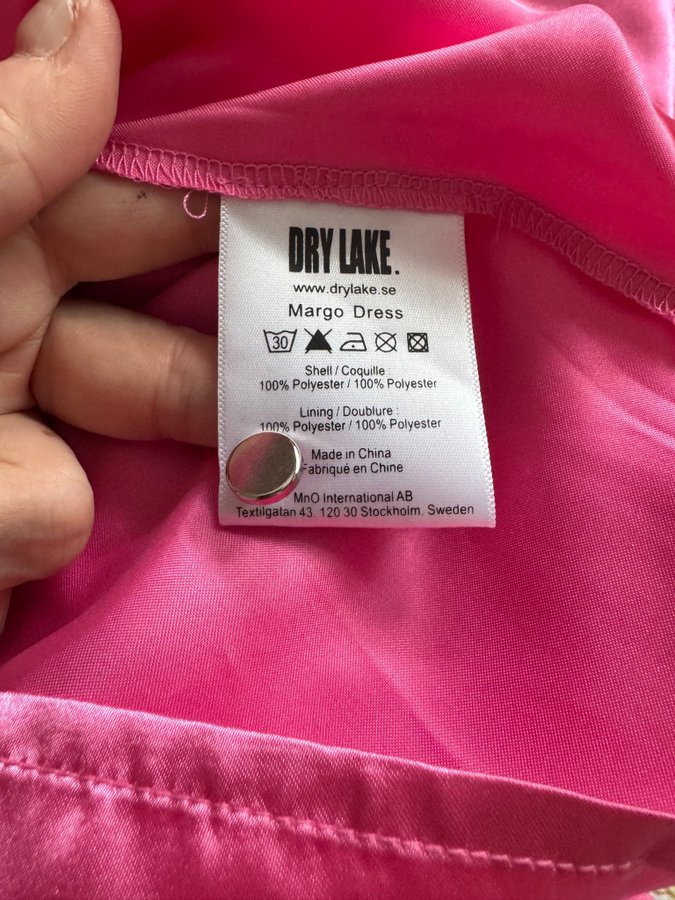 DRY LAKE.
www.drylake.se
Margo Dress
30
Shell / Coquille :
100% Polyester / 100% Polyester
Lining / Doublure :
100% Polyester / 100% Polyester
Made in China
Fabriqué en Chine
MnO International AB
Textilgatan 43. 120 30 Stockholm. Sweden